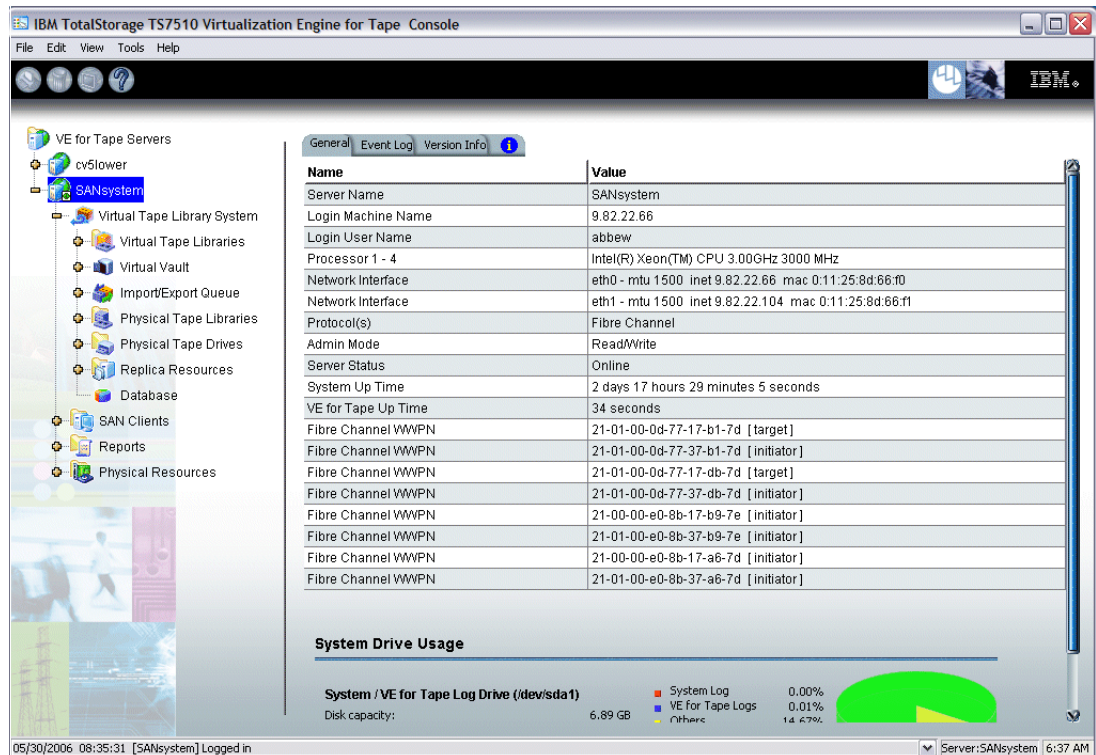 IBM TotalStorage TS7510 Virtualization Engine for Tape Console
File Edit View Tools Help
IBM
VE for Tape Servers
cv5lower
SANsystem
Virtual Tape Library System
Virtual Tape Libraries
Virtual Vault
Import/Export Queue
Physical Tape Libraries
Physical Tape Drives
Replica Resources
Database
SAN Clients
Reports
Physical Resources
General Event Log Version Info
Name Value
Server Name SANsystem
Login Machine Name 9.82.22.66
Login User Name abbew
Processor 1 - 4 Intel(R) Xeon(TM) CPU 3.00GHz 3000 MHz
Network Interface eth0 - mtu 1500 inet 9.82.22.66 mac 0:11:25:8d:66:f0
Network Interface eth1 - mtu 1500 inet 9.82.22.104 mac 0:11:25:8d:66:f1
Protocol(s) Fibre Channel
Admin Mode Read/Write
Server Status Online
System Up Time 2 days 17 hours 29 minutes 5 seconds
VE for Tape Up Time 34 seconds
Fibre Channel WWPN 21-01-00-0d-77-17-b1-7d [target]
Fibre Channel WWPN 21-01-00-0d-77-37-b1-7d [initiator]
Fibre Channel WWPN 21-01-00-0d-77-17-db-7d [target]
Fibre Channel WWPN 21-01-00-0d-77-37-db-7d [initiator]
Fibre Channel WWPN 21-00-00-e0-8b-17-b9-7e [initiator]
Fibre Channel WWPN 21-01-00-e0-8b-37-b9-7e [initiator]
Fibre Channel WWPN 21-00-00-e0-8b-17-a6-7d [initiator]
Fibre Channel WWPN 21-01-00-e0-8b-37-a6-7d [initiator]
System Drive Usage
System / VE for Tape Log Drive (/dev/sda1)
Disk capacity: 6.89 GB
System Log 0.00%
VE for Tape Logs 0.01%
Others 14.67%
05/30/2006 08:35:31 [SANsystem] Logged in
Server:SANsystem 6:37 AM